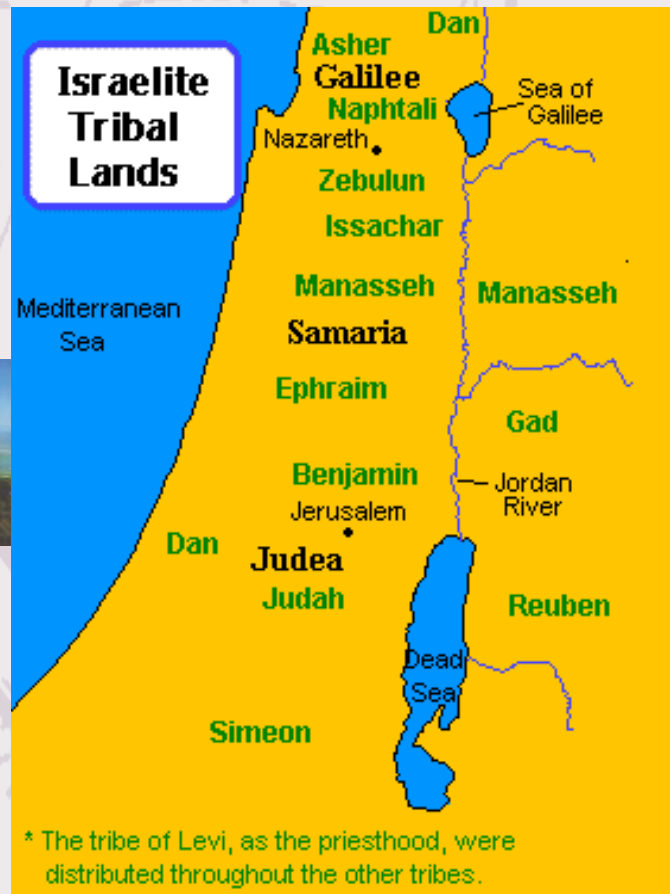 Israelite
Tribal
Lands
Dan
Asher
Galilee
Naphtali
Sea of
Galilee
Nazareth
Zebulun
Issachar
Manasseh
Manasseh
Mediterranean
Sea
Samaria
Ephraim
Gad
Benjamin
Jordan
River
Jerusalem
Dan
Judea
Judah
Reuben
Dead
Sea
Simeon
* The tribe of Levi, as the priesthood, were
distributed throughout the other tribes.